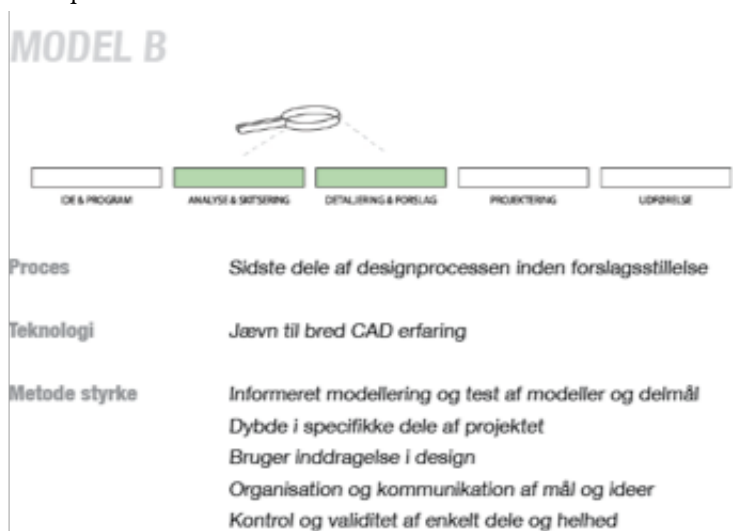 MODEL B
IDE & PROGRAM ANALYSE & SKITSERING DETALJERING & FORSLAG PROJEKTERING UDFØRELSE
Proces Sidste dele af designprocessen inden forslagsstillelse
Teknologi Jævn til bred CAD erfaring
Metode styrke Informeret modellering og test af modeller og delmål
Dybde i specifikke dele af projektet
Bruger inddragelse i design
Organisation og kommunikation af mål og ideer
Kontrol og validitet af enkelt dele og helhed